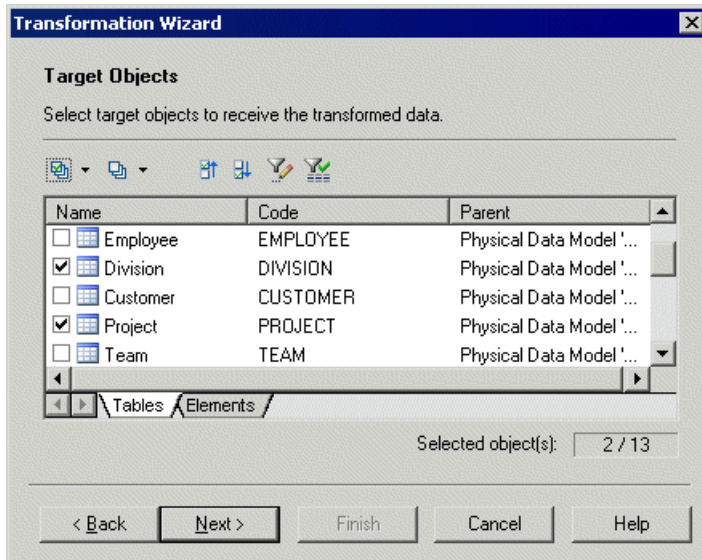 Transformation Wizard
Target Objects
Select target objects to receive the transformed data.
Name Code Parent
Employee EMPLOYEE Physical Data Model '...
Division DIVISION Physical Data Model '...
Customer CUSTOMER Physical Data Model '...
Project PROJECT Physical Data Model '...
Team TEAM Physical Data Model '...
Tables Elements
Selected object(s): 2 / 13
< Back Next > Finish Cancel Help